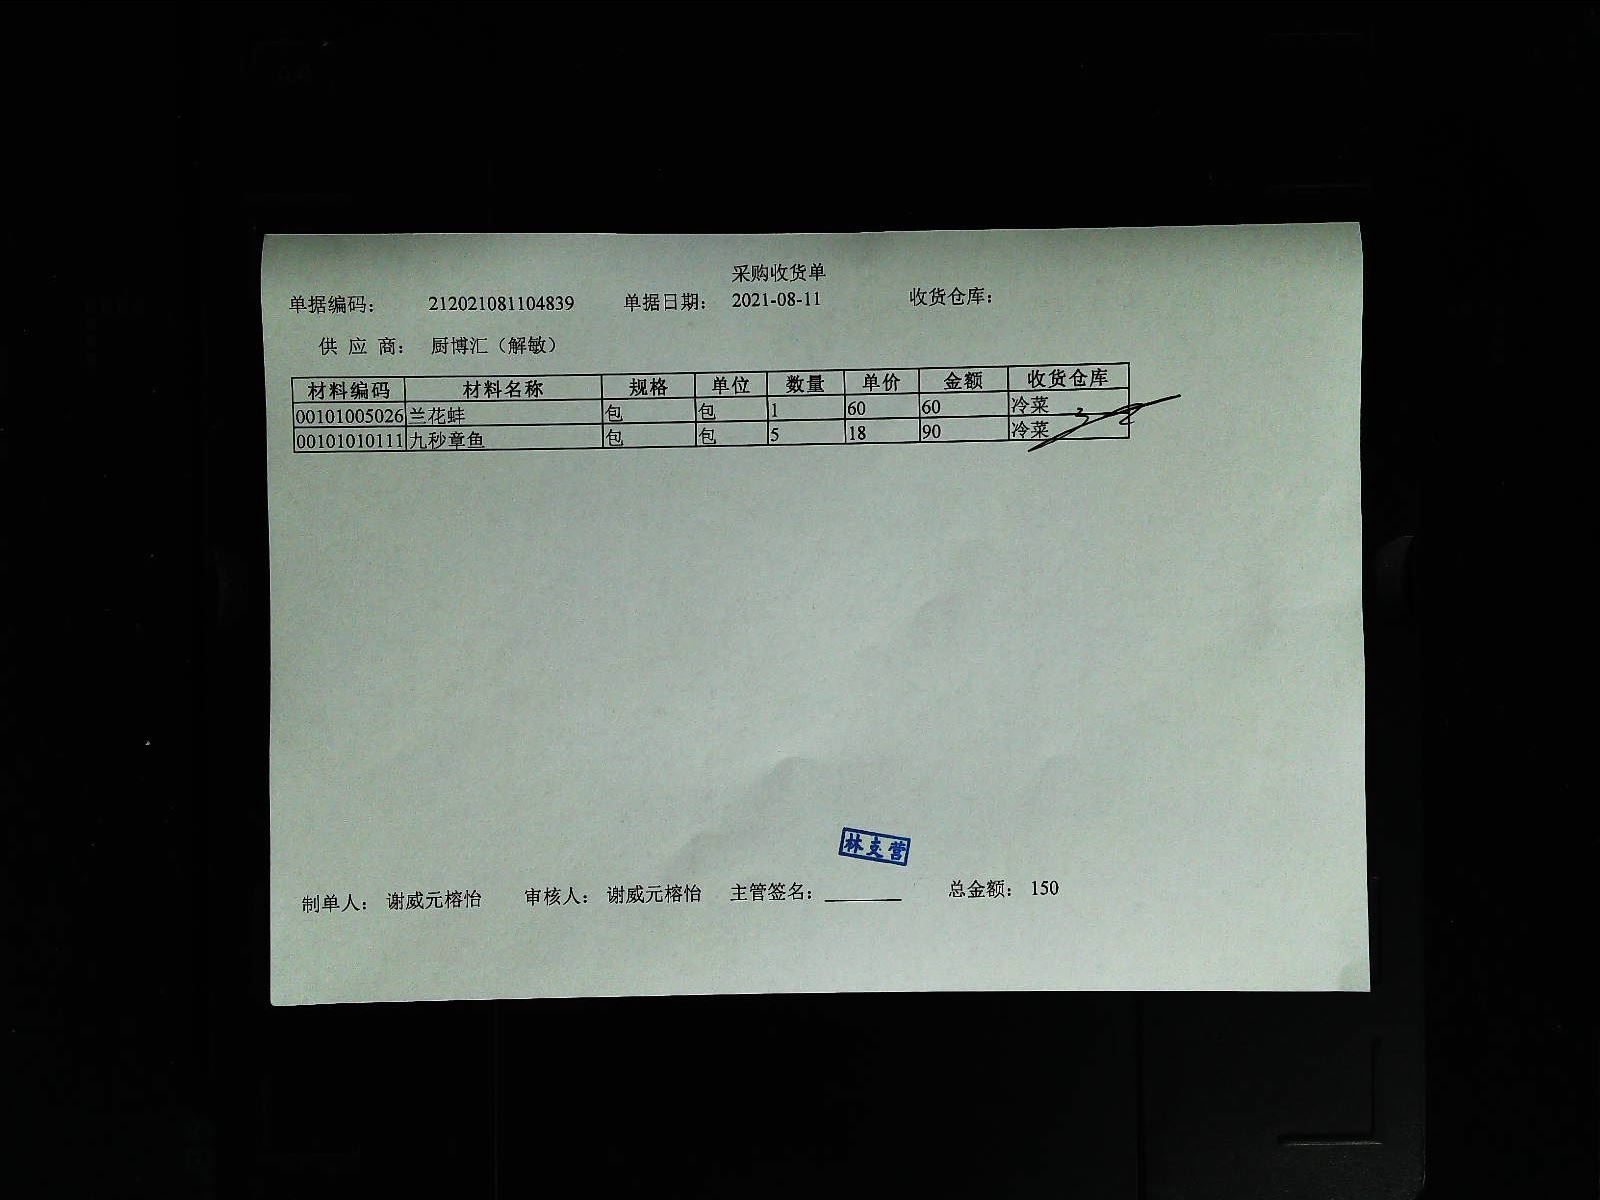 采购收货单
单据编码： 212021081104839 单据日期： 2021-08-11 收货仓库：
供 应 商： 厨博汇（解敏）
材料编码 材料名称 规格 单位 数量 单价 金额 收货仓库
00101005026 兰花蚌 包 包 1 60 60 冷菜
00101010111 九秒章鱼 包 包 5 18 90 冷菜
林支营
制单人： 谢威元榕怡 审核人： 谢威元榕怡 主管签名： 总金额： 150